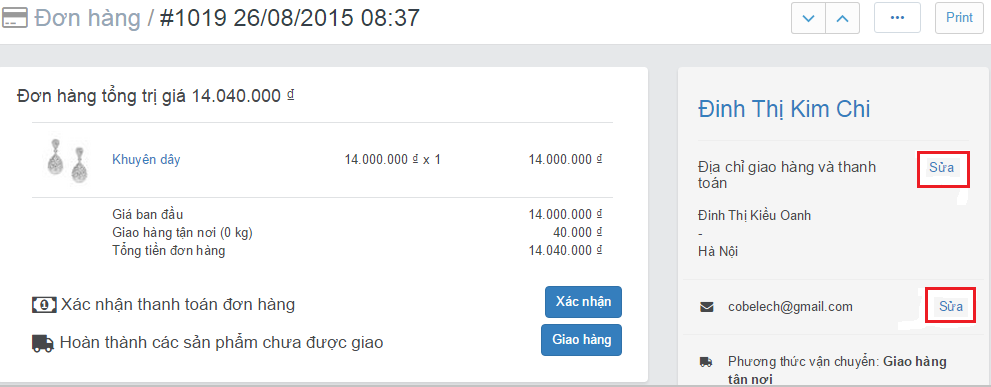 Đơn hàng / #1019 26/08/2015 08:37
Print
Đơn hàng tổng trị giá 14.040.000 ₫
Khuyên dây 14.000.000 ₫ x 1 14.000.000 ₫
Giá ban đầu 14.000.000 ₫
Giao hàng tận nơi (0 kg) 40.000 ₫
Tổng tiền đơn hàng 14.040.000 ₫
Xác nhận thanh toán đơn hàng Xác nhận
Hoàn thành các sản phẩm chưa được giao Giao hàng
Đinh Thị Kim Chi
Địa chỉ giao hàng và thanh Sửa
toán
Đinh Thị Kiều Oanh
-
Hà Nội
cobelech@gmail.com Sửa
Phương thức vận chuyển: Giao hàng
tận nơi